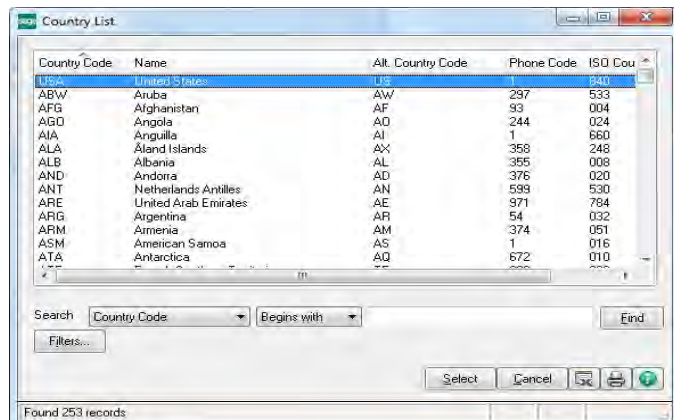 sage Country List
Country Code Name Alt. Country Code Phone Code ISO Cou
USA United States US 1 840
ABW Aruba AW 297 533
AFG Afghanistan AF 93 004
AGO Angola AO 244 024
AIA Anguilla AI 1 660
ALA Åland Islands AX 358 248
ALB Albania AL 355 008
AND Andorra AD 376 020
ANT Netherlands Antilles AN 599 530
ARE United Arab Emirates AE 971 784
ARG Argentina AR 54 032
ARM Armenia AM 374 051
ASM American Samoa AS 1 016
ATA Antarctica AQ 672 010
Search Country Code Begins with Find
Filters...
Select Cancel
Found 253 records